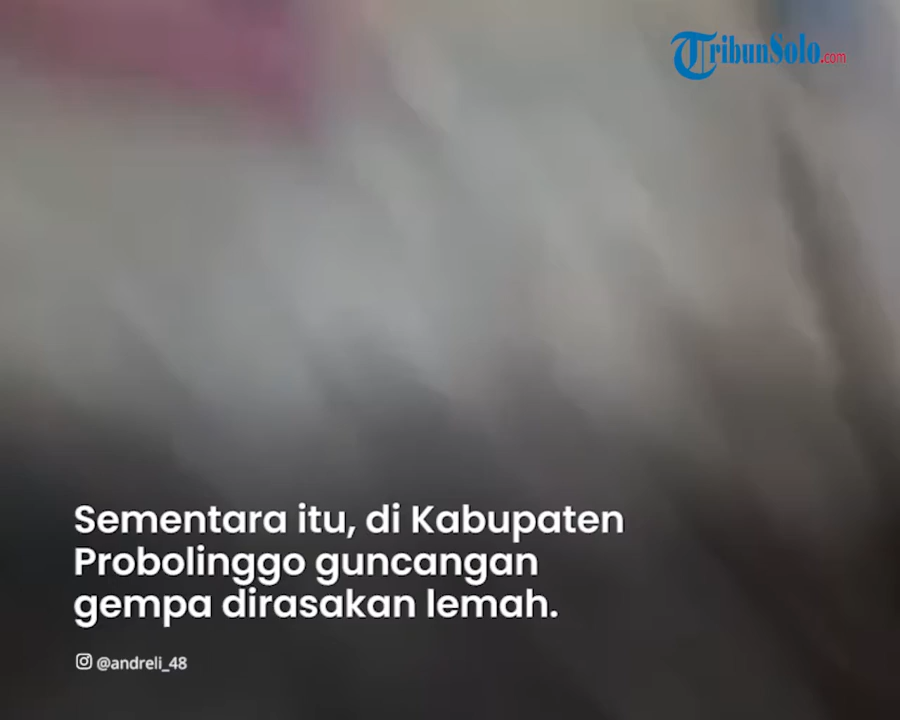 TribunSolo.com
Sementara itu, di Kabupaten
Probolinggo guncangan
gempa dirasakan lemah.
@andreli_48